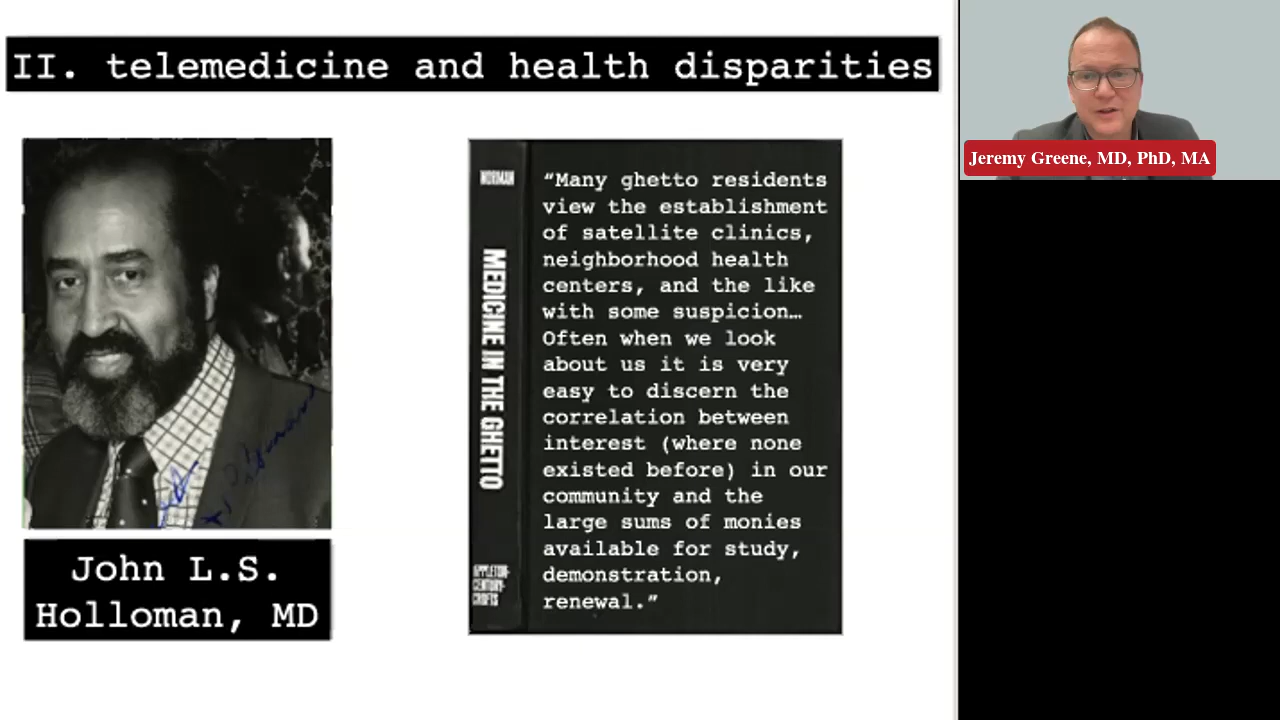 II. telemedicine and health disparities
John L.S.
Holloman, MD
NORMAN
MEDICINE IN THE GHETTO
APPLETON-
CENTURY-
CROFTS
“Many ghetto residents
view the establishment
of satellite clinics,
neighborhood health
centers, and the like
with some suspicion…
Often when we look
about us it is very
easy to discern the
correlation between
interest (where none
existed before) in our
community and the
large sums of monies
available for study,
demonstration,
renewal.”
Jeremy Greene, MD, PhD, MA